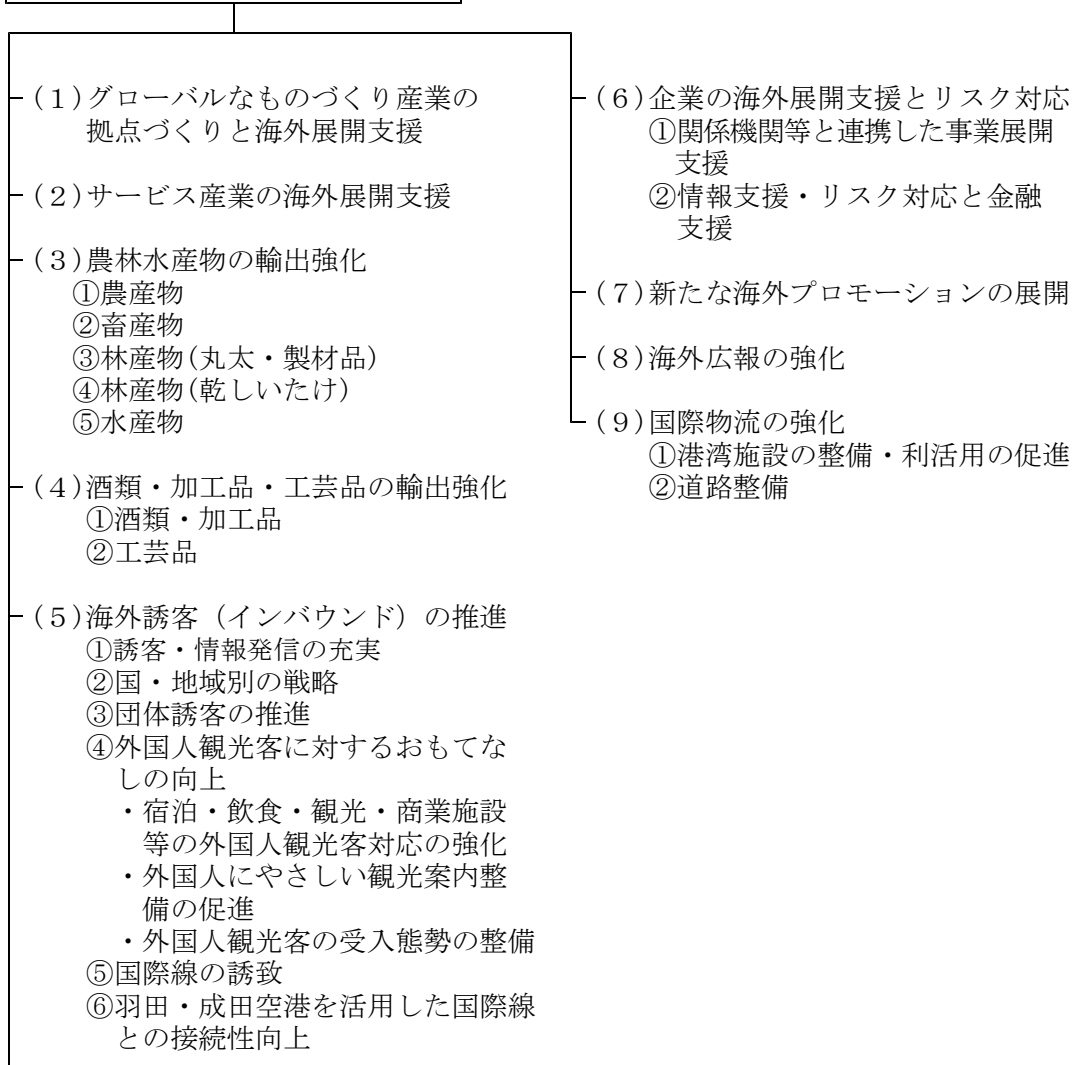 (1)グローバルなものづくり産業の
拠点づくりと海外展開支援
(2)サービス産業の海外展開支援
(3)農林水産物の輸出強化
①農産物
②畜産物
③林産物(丸太・製材品)
④林産物(乾しいたけ)
⑤水産物
(4)酒類・加工品・工芸品の輸出強化
①酒類・加工品
②工芸品
(5)海外誘客（インバウンド）の推進
①誘客・情報発信の充実
②国・地域別の戦略
③団体誘客の推進
④外国人観光客に対するおもてな
しの向上
・宿泊・飲食・観光・商業施設
等の外国人観光客対応の強化
・外国人にやさしい観光案内整
備の促進
・外国人観光客の受入態勢の整備
⑤国際線の誘致
⑥羽田・成田空港を活用した国際線
との接続性向上
(6)企業の海外展開支援とリスク対応
①関係機関等と連携した事業展開
支援
②情報支援・リスク対応と金融
支援
(7)新たな海外プロモーションの展開
(8)海外広報の強化
(9)国際物流の強化
①港湾施設の整備・利活用の促進
②道路整備